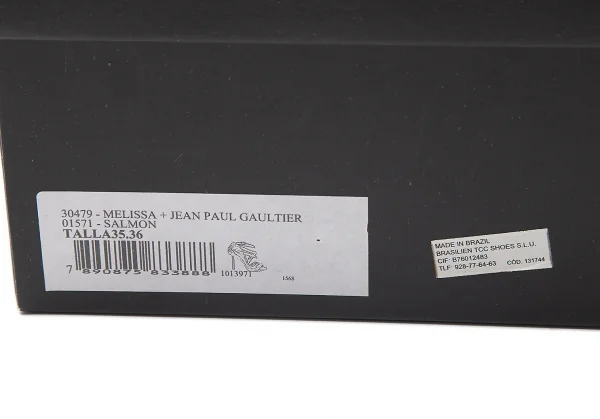 30479 - MELISSA + JEAN PAUL GAULTIER
01571 - SALMON
TALLA35.36
7 890875 833888
1013971
1568
MADE IN BRAZIL
BRASILIEN TCC SHOES S.L.U.
CIF: B76012483
TLF: 928-77-64-63 CÓD. 131744